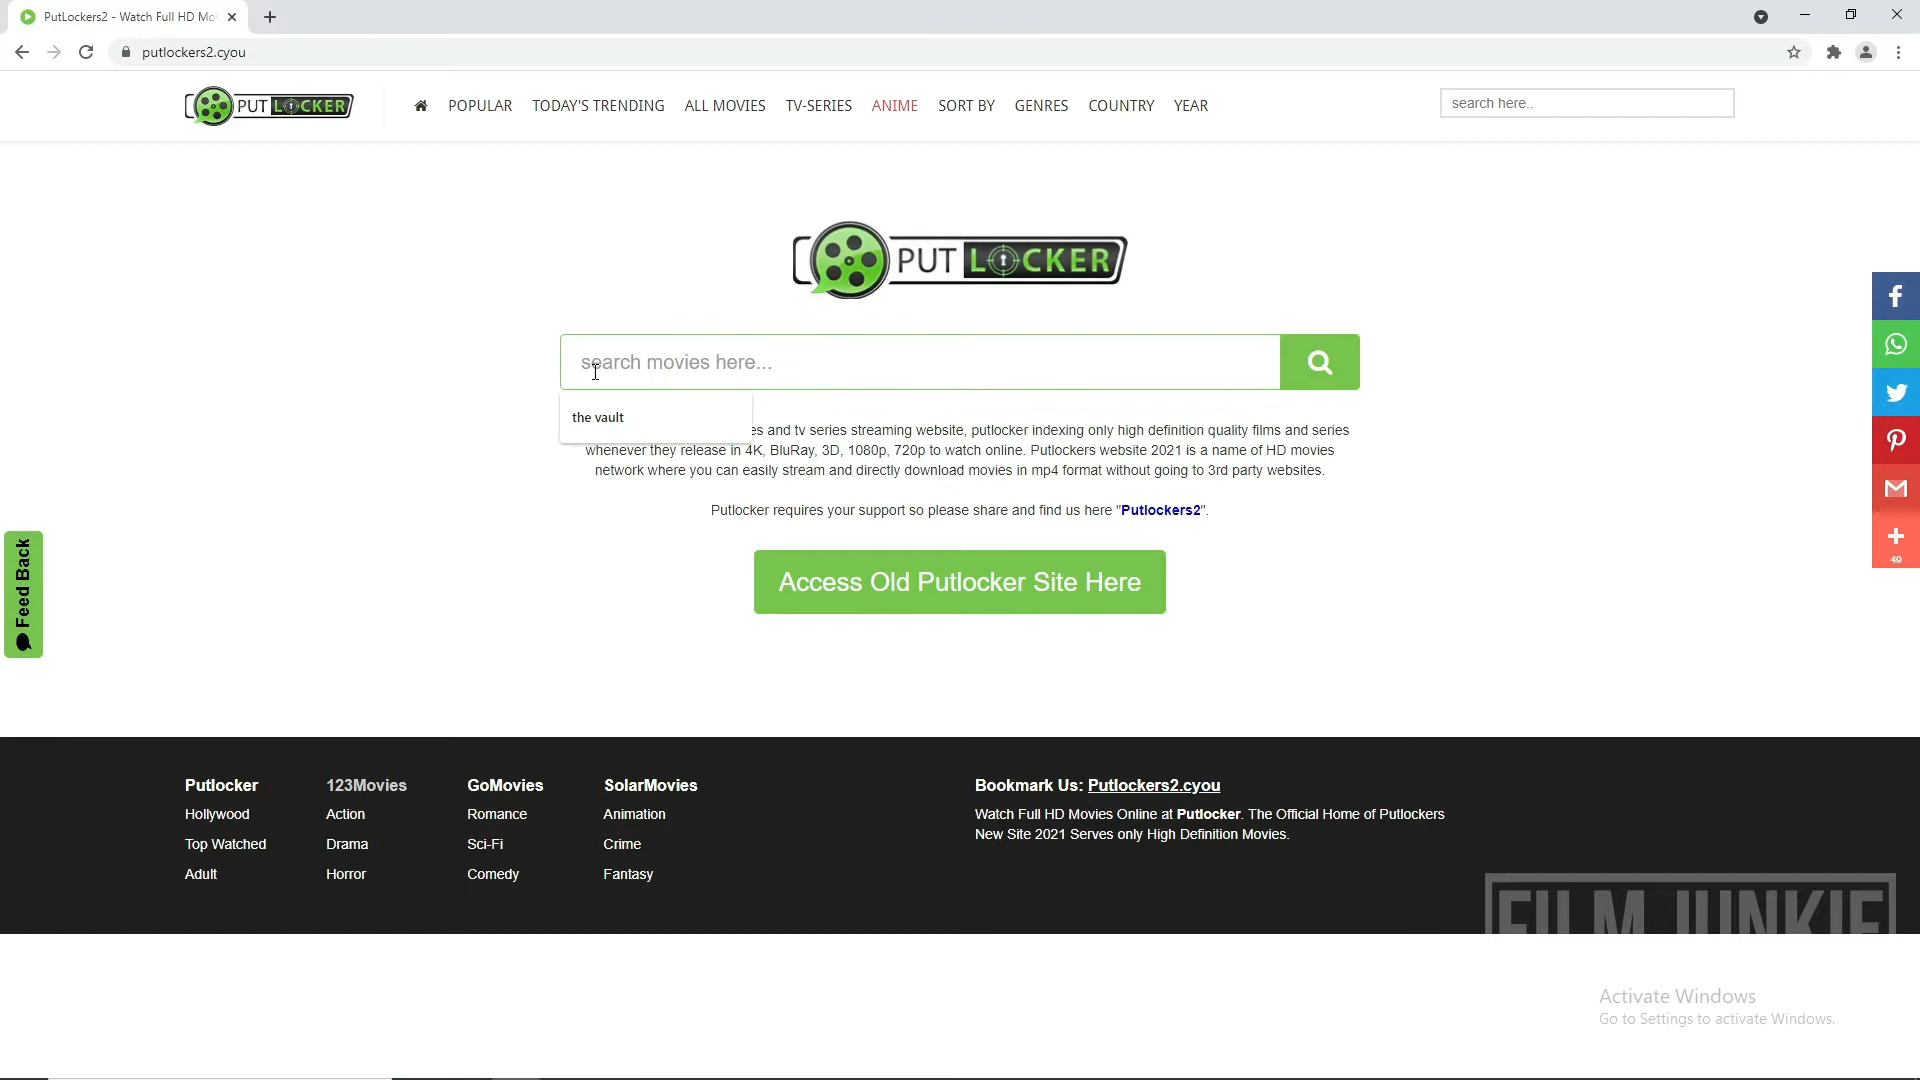 PutLockers2 - Watch Full HD Mo
putlockers2.cyou
PUT LOCKER
POPULAR
TODAY'S TRENDING
ALL MOVIES
TV-SERIES
ANIME
SORT BY
GENRES
COUNTRY
YEAR
search here..
PUT LOCKER
search movies here...
the vault
es and tv series streaming website, putlocker indexing only high definition quality films and series
whenever they release in 4K, BluRay, 3D, 1080p, 720p to watch online. Putlockers website 2021 is a name of HD movies
network where you can easily stream and directly download movies in mp4 format without going to 3rd party websites.
Putlocker requires your support so please share and find us here "Putlockers2".
Access Old Putlocker Site Here
Feed Back
49
Putlocker
Hollywood
Top Watched
Adult
123Movies
Action
Drama
Horror
GoMovies
Romance
Sci-Fi
Comedy
SolarMovies
Animation
Crime
Fantasy
Bookmark Us: Putlockers2.cyou
Watch Full HD Movies Online at Putlocker. The Official Home of Putlockers
New Site 2021 Serves only High Definition Movies.
FILM JUNKIE
Activate Windows
Go to Settings to activate Windows.